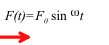 F(t)=F₀ sin ωt